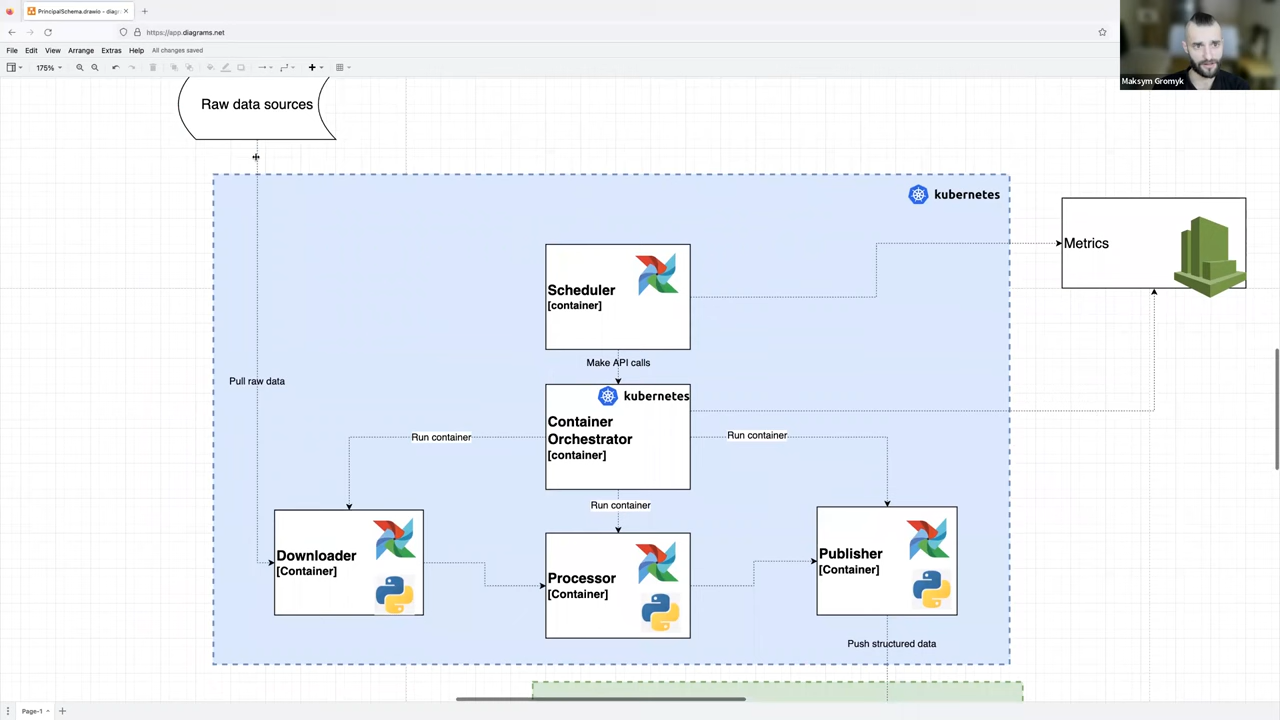 PrincipalSchema.drawio - diag
https://app.diagrams.net
File Edit View Arrange Extras Help All changes saved
175%
Maksym Gromyk
Raw data sources
kubernetes
Metrics
Scheduler
[container]
Make API calls
Pull raw data
kubernetes
Container
Orchestrator
[container]
Run container
Run container
Run container
Downloader
[Container]
Processor
[Container]
Publisher
[Container]
Push structured data
Page-1